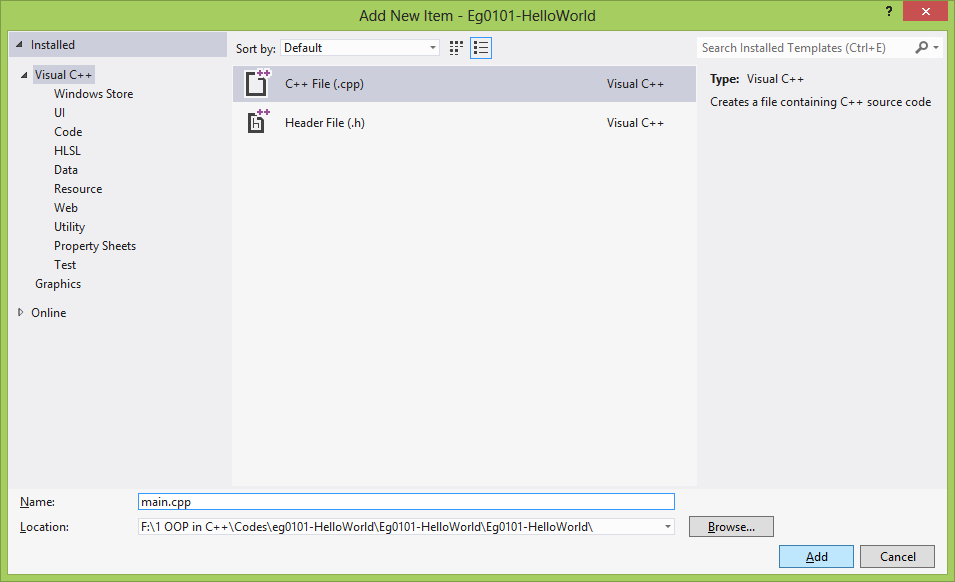 Add New Item - Eg0101-HelloWorld
?
Installed
Visual C++
Windows Store
UI
Code
HLSL
Data
Resource
Web
Utility
Property Sheets
Test
Graphics
Online
Sort by: Default
C++ File (.cpp) Visual C++
Header File (.h) Visual C++
Search Installed Templates (Ctrl+E)
Type: Visual C++
Creates a file containing C++ source code
Name: main.cpp
Location: F:\1 OOP in C++\Codes\eg0101-HelloWorld\Eg0101-HelloWorld\Eg0101-HelloWorld\
Browse...
Add Cancel